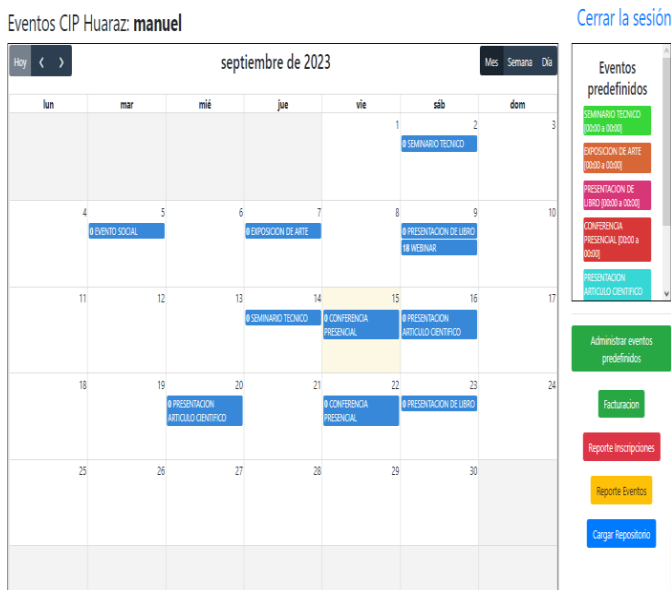 Eventos CIP Huaraz: manuel
Cerrar la sesión
Hoy
septiembre de 2023
Mes Semana Día
lun mar mié jue vie sáb dom
1 2 3
0 SEMINARIO TECNICO
4 5 6 7 8 9 10
0 EVENTO SOCIAL
0 EXPOSICION DE ARTE
0 PRESENTACION DE LIBRO
18 WEBINAR
11 12 13 14 15 16 17
0 SEMINARIO TECNICO
0 CONFERENCIA
PRESENCIAL
0 PRESENTACION
ARTICULO CIENTIFICO
18 19 20 21 22 23 24
0 PRESENTACION
ARTICULO CIENTIFICO
0 CONFERENCIA
PRESENCIAL
0 PRESENTACION DE LIBRO
25 26 27 28 29 30
Eventos
predefinidos
SEMINARIO TECNICO
[00:00 a 00:00]
EXPOSICION DE ARTE
[00:00 a 00:00]
PRESENTACION DE
LIBRO [00:00 a 00:00]
CONFERENCIA
PRESENCIAL [00:00 a
00:00]
PRESENTACION
ARTICULO CIENTIFICO
Administrar eventos
predefinidos
Facturacion
Reporte Inscripciones
Reporte Eventos
Cargar Repositorio